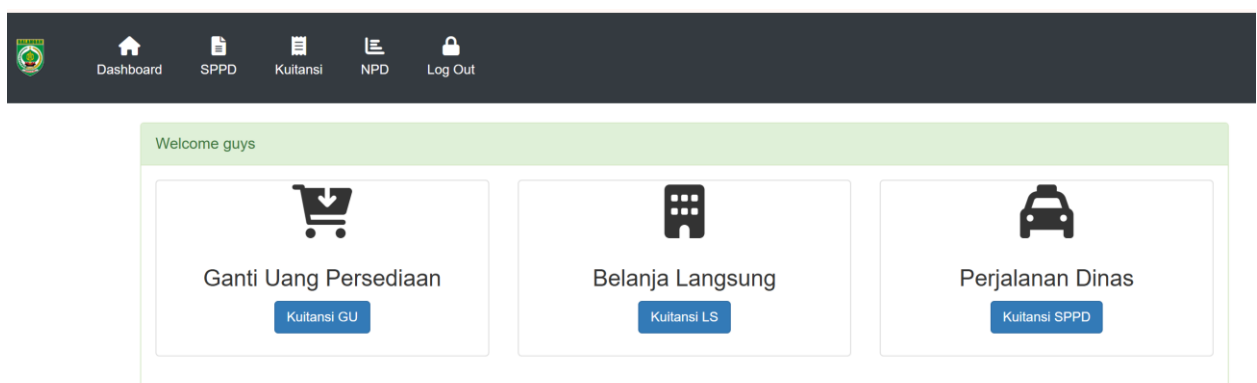 Dashboard SPPD Kuitansi NPD Log Out
Welcome guys
Ganti Uang Persediaan
Kuitansi GU
Belanja Langsung
Kuitansi LS
Perjalanan Dinas
Kuitansi SPPD